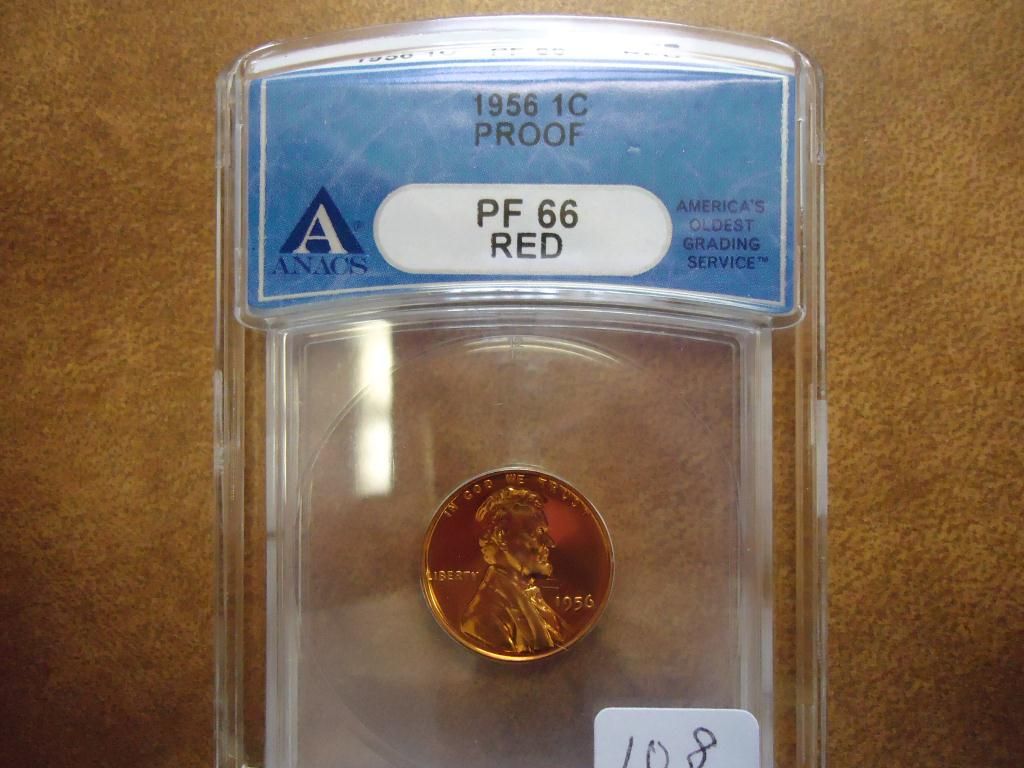 1956 1C
PROOF
PF 66
RED
A
ANACS
AMERICA'S
OLDEST
GRADING
SERVICE™
IN GOD WE TRUST
LIBERTY
1956
108